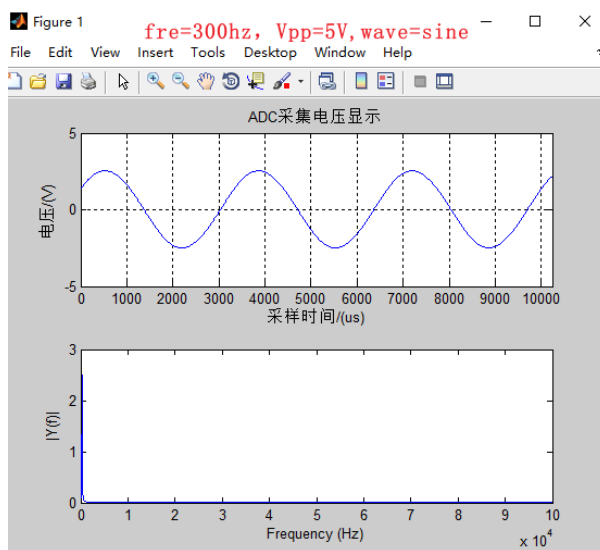 Figure 1
fre=300hz, Vpp=5V,wave=sine
File Edit View Insert Tools Desktop Window Help
ADC采集电压显示
电压/(V)
5
0
-5
0 1000 2000 3000 4000 5000 6000 7000 8000 9000 10000
采样时间/(us)
|Y(f)|
3
2
1
0
0 1 2 3 4 5 6 7 8 9 10
Frequency (Hz)
x 10^4